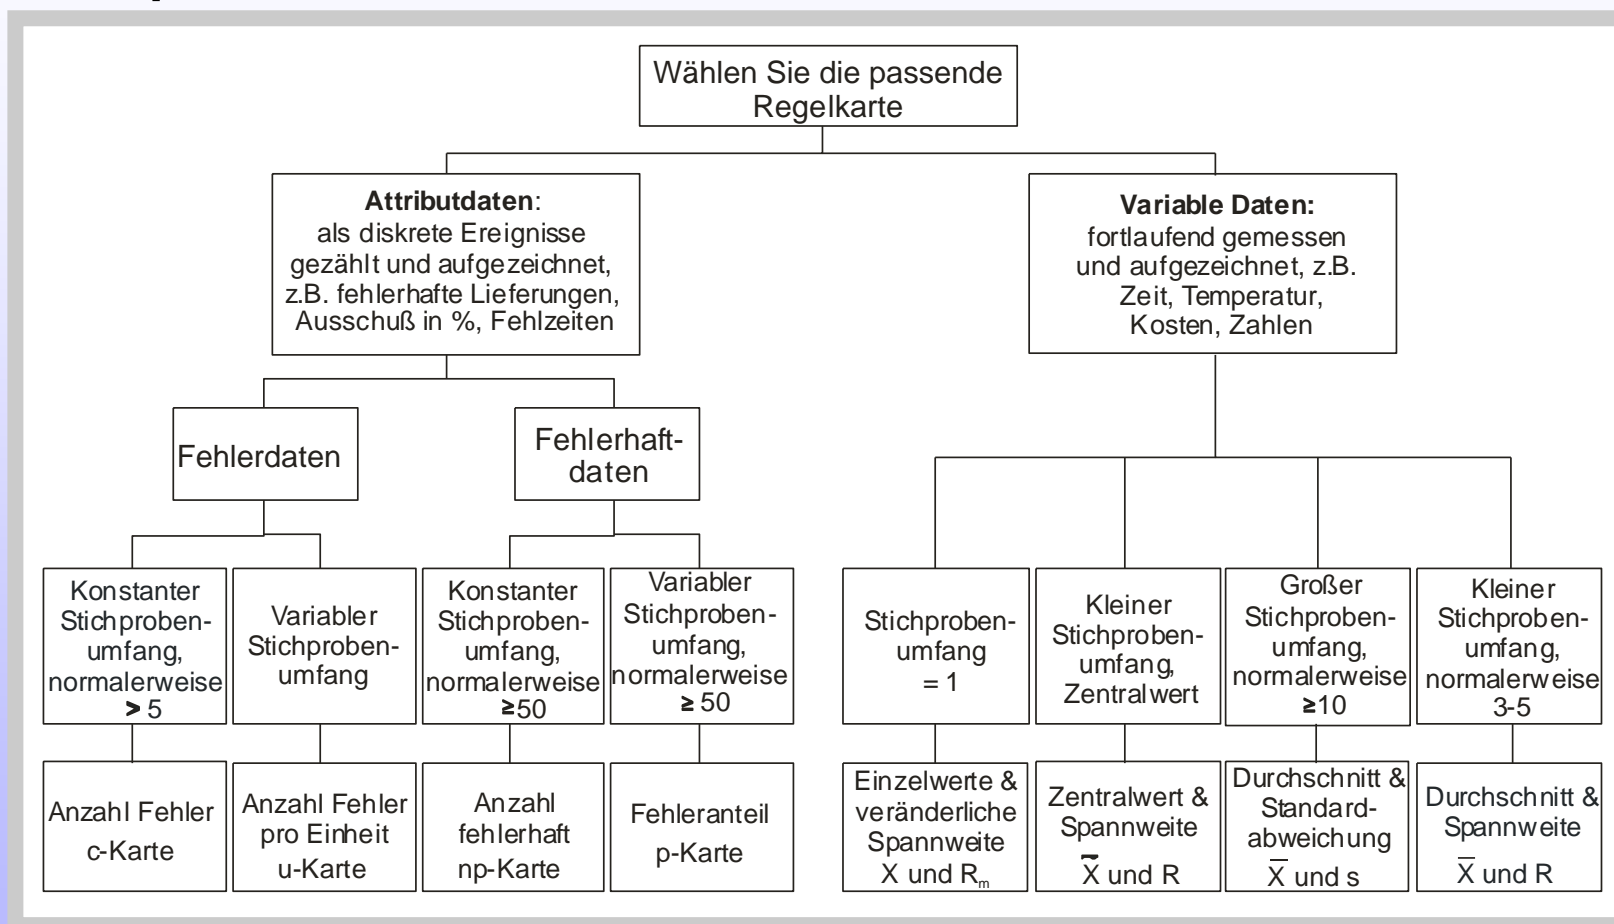 Wählen Sie die passende
Regelkarte
Attributdaten:
als diskrete Ereignisse
gezählt und aufgezeichnet,
z.B. fehlerhafte Lieferungen,
Ausschuß in %, Fehlzeiten
Variable Daten:
fortlaufend gemessen
und aufgezeichnet, z.B.
Zeit, Temperatur,
Kosten, Zahlen
Fehlerdaten
Fehlerhaft-
daten
Konstanter
Stichproben-
umfang,
normalerweise
> 5
Variabler
Stichproben-
umfang
Konstanter
Stichproben-
umfang,
normalerweise
≥50
Variabler
Stichproben-
umfang,
normalerweise
≥ 50
Stichproben-
umfang
= 1
Kleiner
Stichproben-
umfang,
Zentralwert
Großer
Stichproben-
umfang,
normalerweise
≥10
Kleiner
Stichproben-
umfang,
normalerweise
3-5
Anzahl Fehler
c-Karte
Anzahl Fehler
pro Einheit
u-Karte
Anzahl
fehlerhaft
np-Karte
Fehleranteil
p-Karte
Einzelwerte &
veränderliche
Spannweite
X und Rₘ
Zentralwert &
Spannweite
X̃ und R
Durchschnitt &
Standard-
abweichung
X̅ und s
Durchschnitt &
Spannweite
X̅ und R